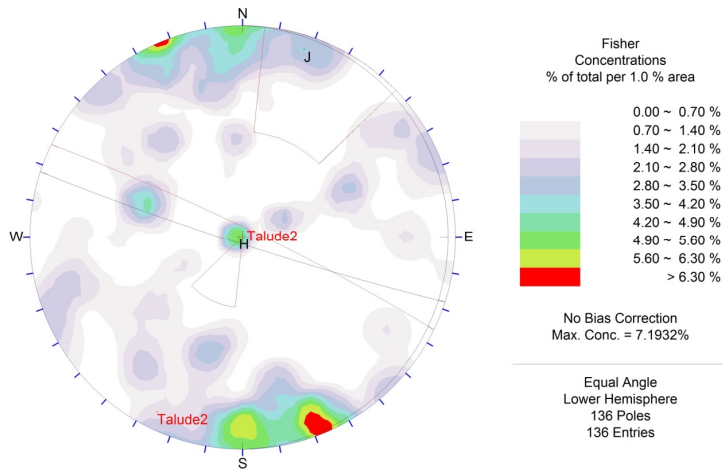 N
J
W
H
Talude2
E
Talude2
S
Fisher
Concentrations
% of total per 1.0 % area
0.00 ~ 0.70 %
0.70 ~ 1.40 %
1.40 ~ 2.10 %
2.10 ~ 2.80 %
2.80 ~ 3.50 %
3.50 ~ 4.20 %
4.20 ~ 4.90 %
4.90 ~ 5.60 %
5.60 ~ 6.30 %
> 6.30 %
No Bias Correction
Max. Conc. = 7.1932%
Equal Angle
Lower Hemisphere
136 Poles
136 Entries